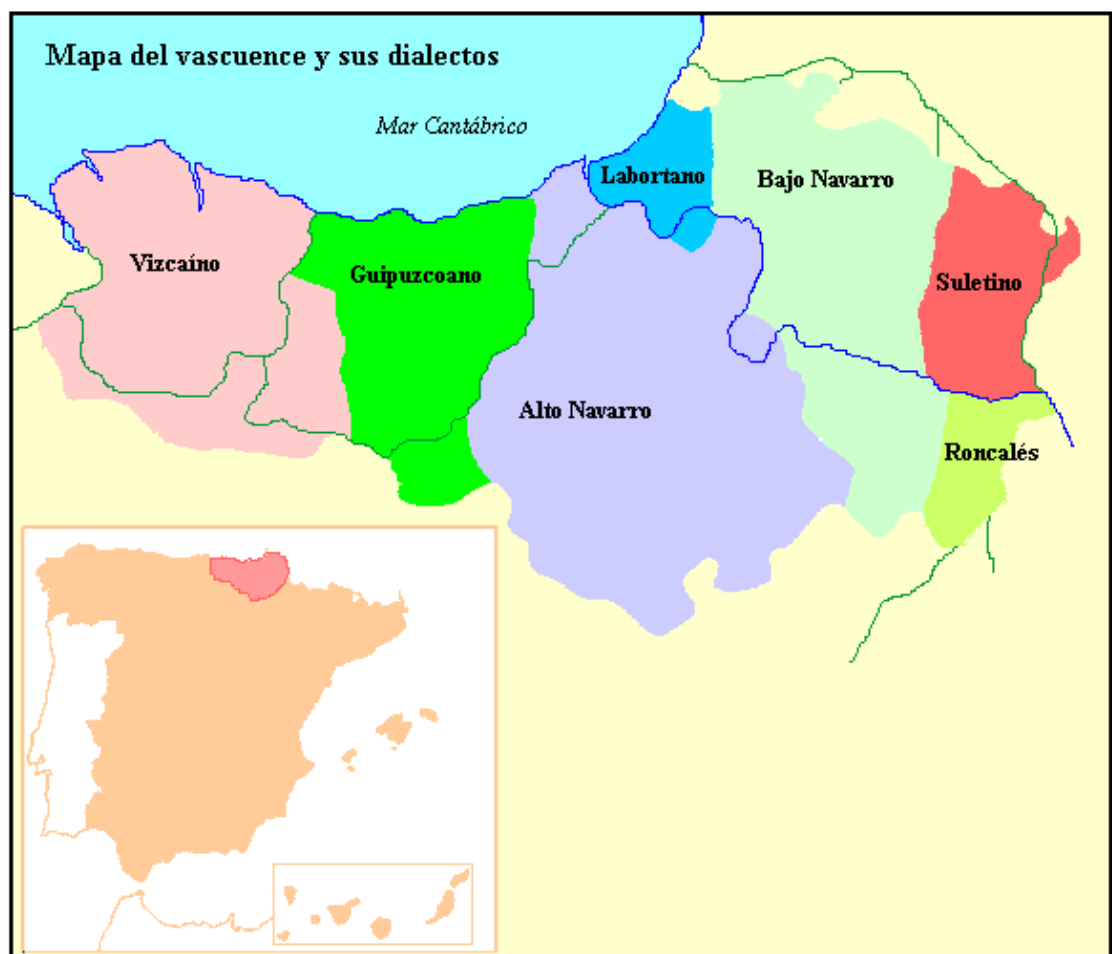 Mapa del vascuence y sus dialectos
Mar Cantábrico
Labortano
Bajo Navarro
Vizcaíno
Guipuzcoano
Suletino
Alto Navarro
Roncalés